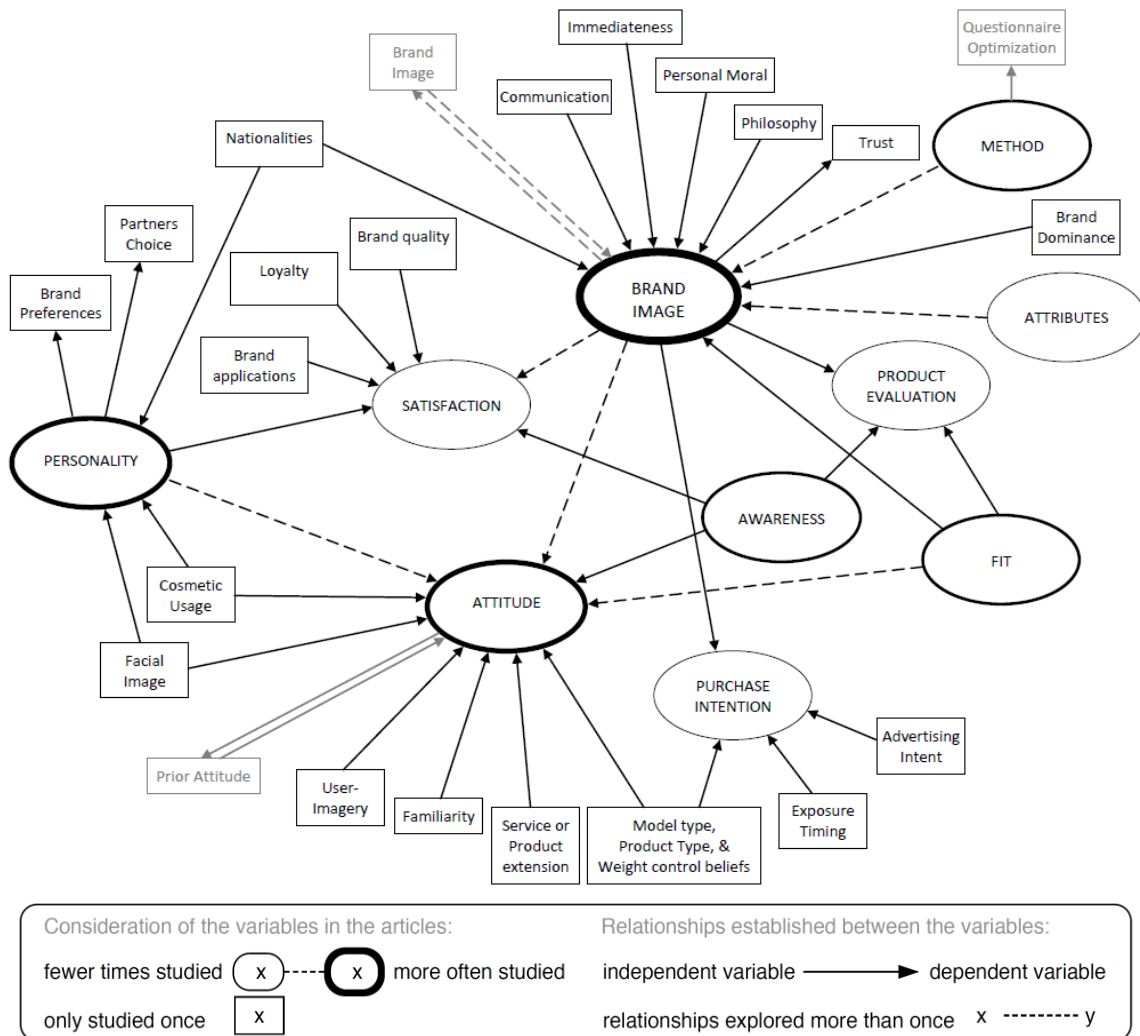 Immediateness
Questionnaire
Optimization
Brand
Image
Personal Moral
Communication
Philosophy
Nationalities
Trust
METHOD
Partners
Choice
Brand quality
Brand
Dominance
Loyalty
Brand
Preferences
BRAND
IMAGE
ATTRIBUTES
Brand
applications
PRODUCT
EVALUATION
SATISFACTION
PERSONALITY
AWARENESS
FIT
Cosmetic
Usage
ATTITUDE
Facial
Image
PURCHASE
INTENTION
Advertising
Intent
Prior Attitude
User-
Imagery
Familiarity
Service or
Product
extension
Model type,
Product Type, &
Weight control beliefs
Exposure
Timing
Consideration of the variables in the articles:
fewer times studied x x more often studied
only studied once x
Relationships established between the variables:
independent variable dependent variable
relationships explored more than once x y